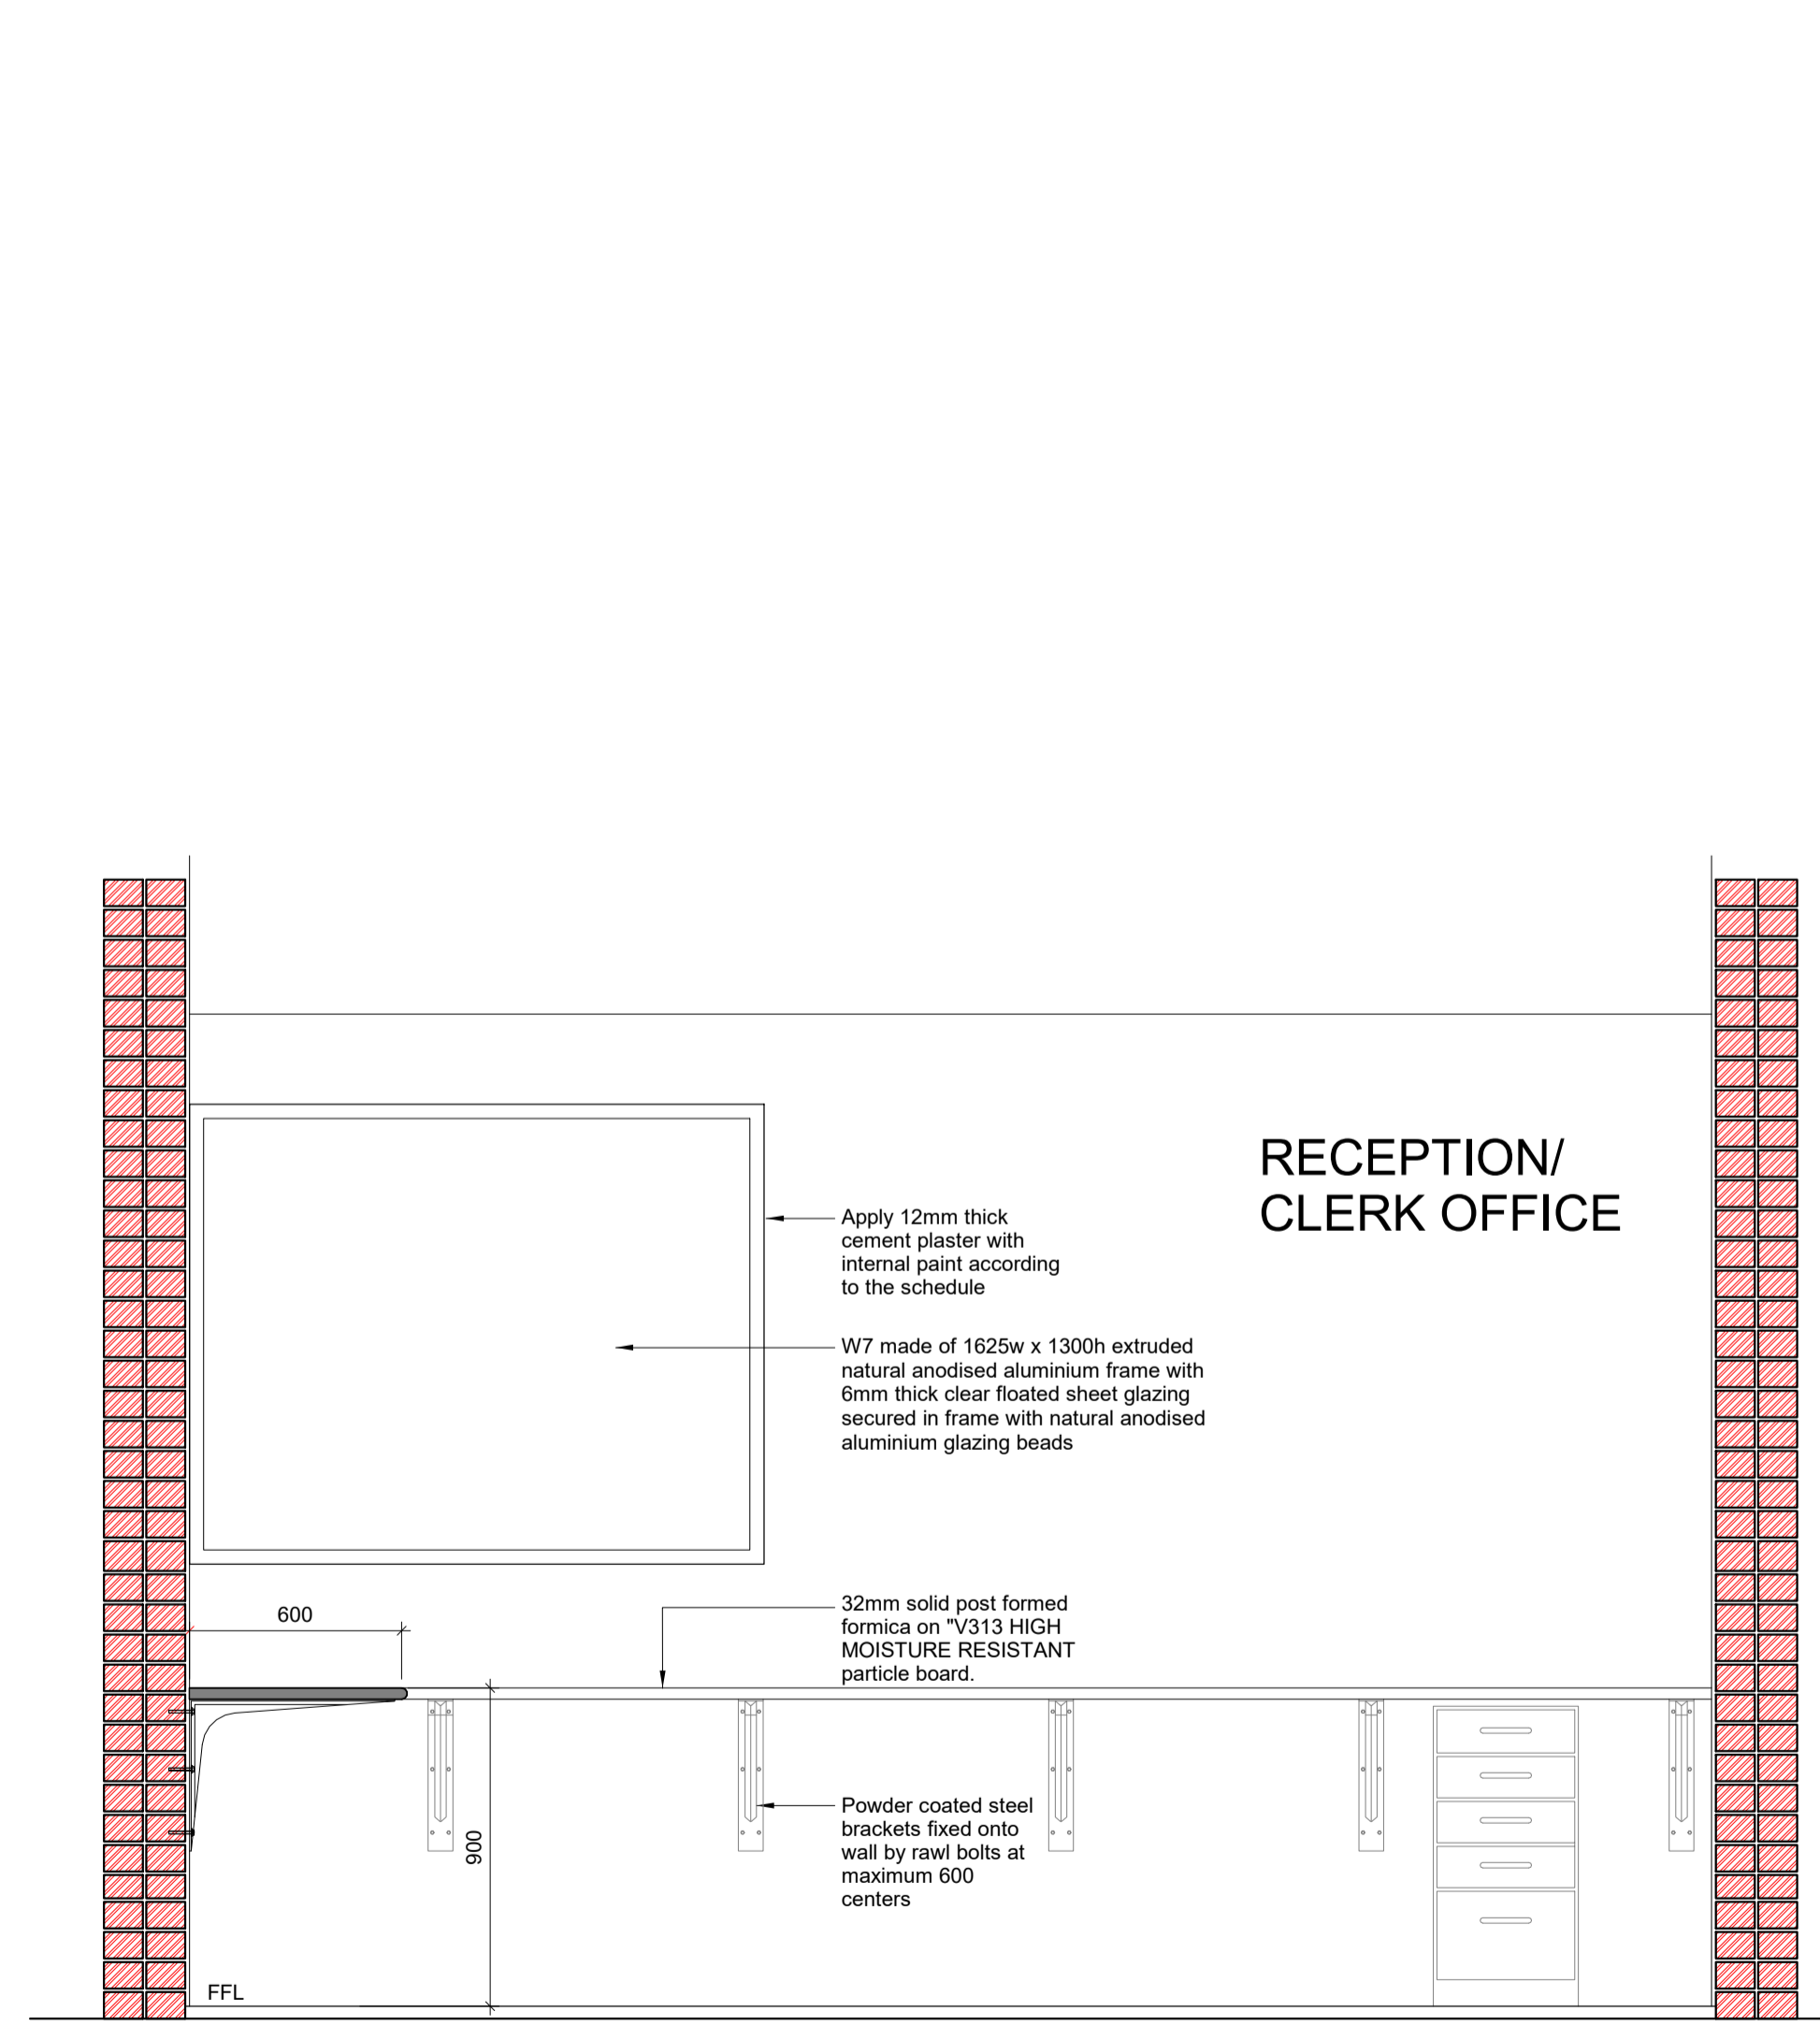 RECEPTION/
CLERK OFFICE
Apply 12mm thick
cement plaster with
internal paint according
to the schedule
W7 made of 1625w x 1300h extruded
natural anodised aluminium frame with
6mm thick clear floated sheet glazing
secured in frame with natural anodised
aluminium glazing beads
32mm solid post formed
formica on "V313 HIGH
MOISTURE RESISTANT
particle board.
600
900
Powder coated steel
brackets fixed onto
wall by rawl bolts at
maximum 600
centers
FFL